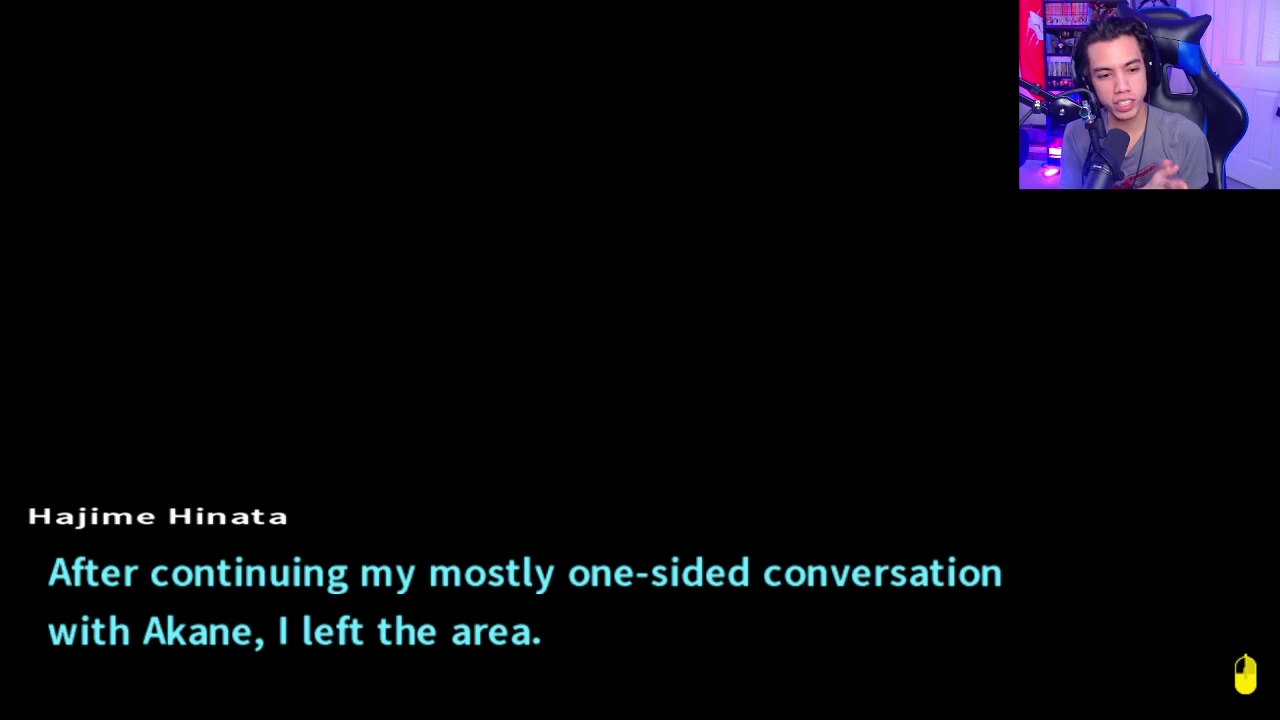 Hajime Hinata
After continuing my mostly one-sided conversation
with Akane, I left the area.